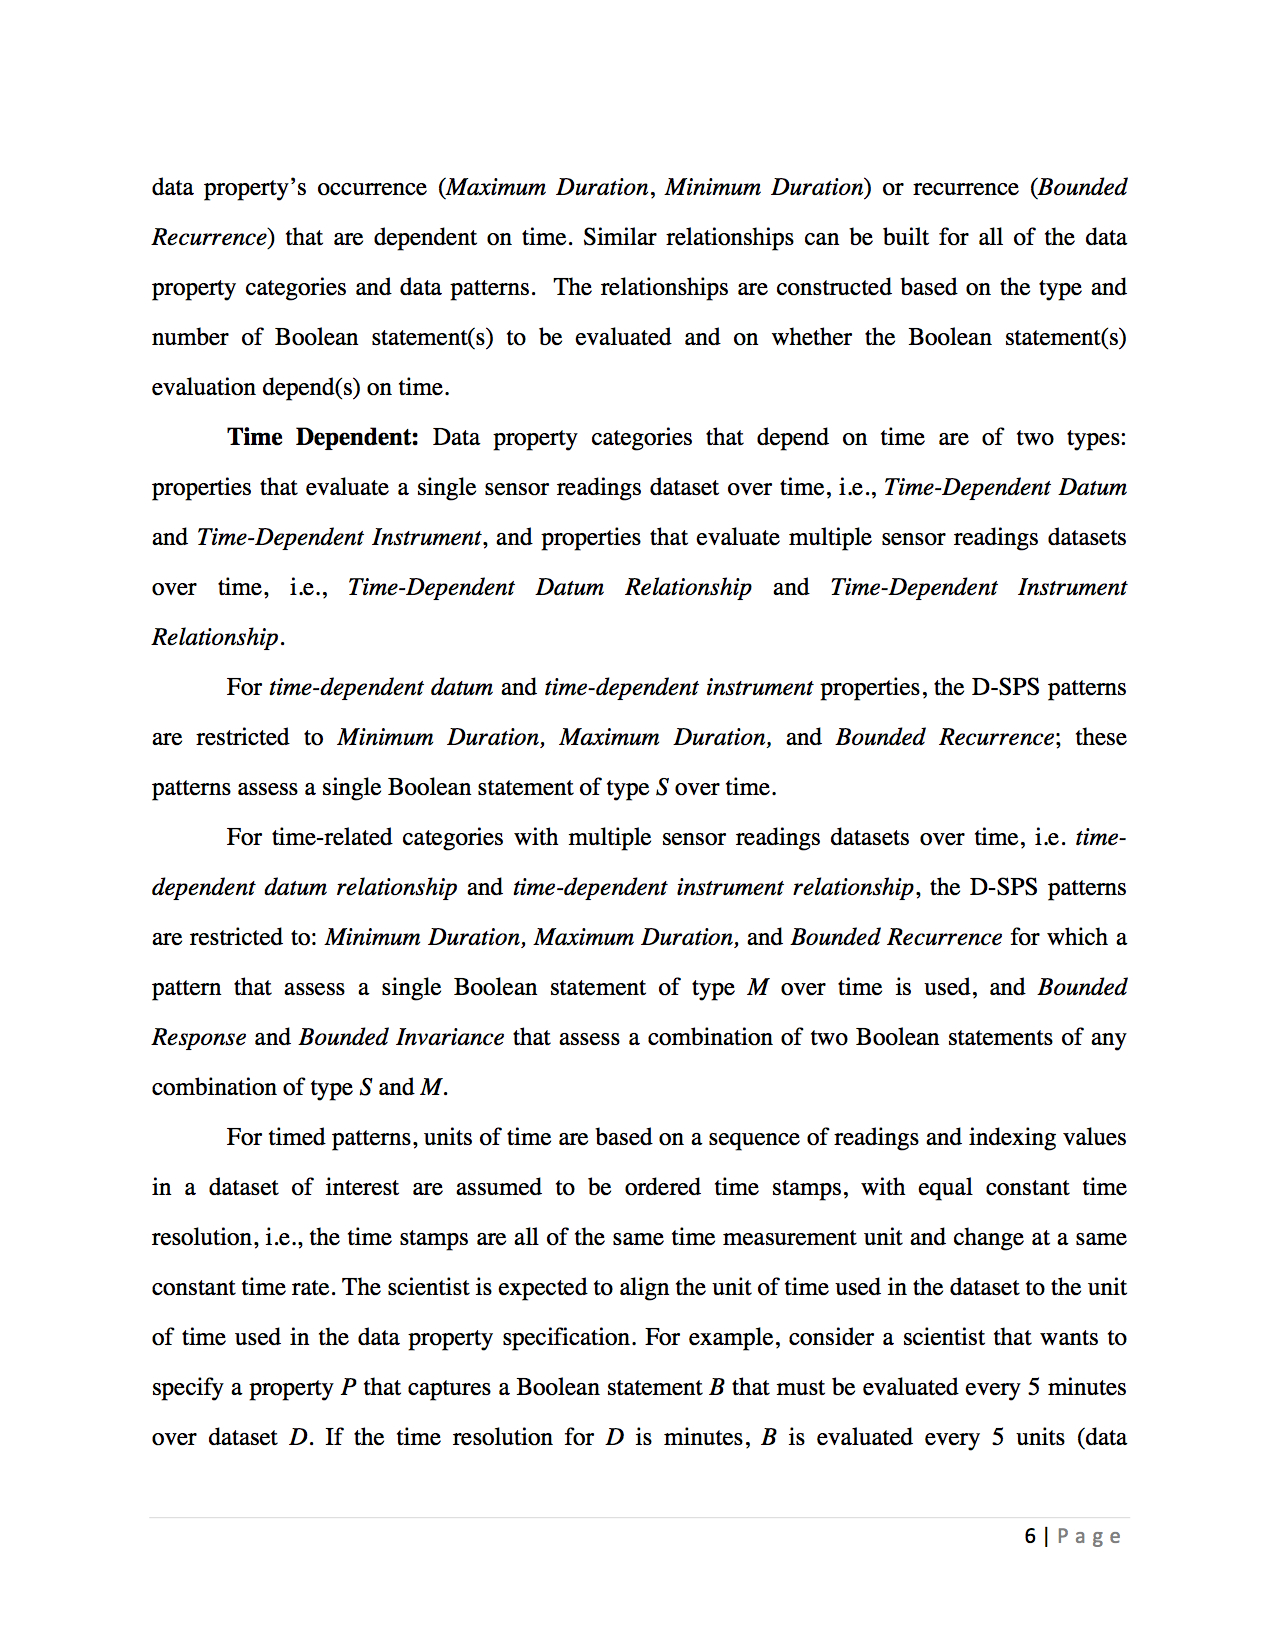 data property’s occurrence (Maximum Duration, Minimum Duration) or recurrence (Bounded
Recurrence) that are dependent on time. Similar relationships can be built for all of the data
property categories and data patterns.  The relationships are constructed based on the type and
number of Boolean statement(s) to be evaluated and on whether the Boolean statement(s)
evaluation depend(s) on time.
Time Dependent: Data property categories that depend on time are of two types:
properties that evaluate a single sensor readings dataset over time, i.e., Time-Dependent Datum
and Time-Dependent Instrument, and properties that evaluate multiple sensor readings datasets
over time, i.e., Time-Dependent Datum Relationship and Time-Dependent Instrument
Relationship.
For time-dependent datum and time-dependent instrument properties, the D-SPS patterns
are restricted to Minimum Duration, Maximum Duration, and Bounded Recurrence; these
patterns assess a single Boolean statement of type S over time.
For time-related categories with multiple sensor readings datasets over time, i.e. time-
dependent datum relationship and time-dependent instrument relationship, the D-SPS patterns
are restricted to: Minimum Duration, Maximum Duration, and Bounded Recurrence for which a
pattern that assess a single Boolean statement of type M over time is used, and Bounded
Response and Bounded Invariance that assess a combination of two Boolean statements of any
combination of type S and M.
For timed patterns, units of time are based on a sequence of readings and indexing values
in a dataset of interest are assumed to be ordered time stamps, with equal constant time
resolution, i.e., the time stamps are all of the same time measurement unit and change at a same
constant time rate. The scientist is expected to align the unit of time used in the dataset to the unit
of time used in the data property specification. For example, consider a scientist that wants to
specify a property P that captures a Boolean statement B that must be evaluated every 5 minutes
over dataset D. If the time resolution for D is minutes, B is evaluated every 5 units (data
6 | Page